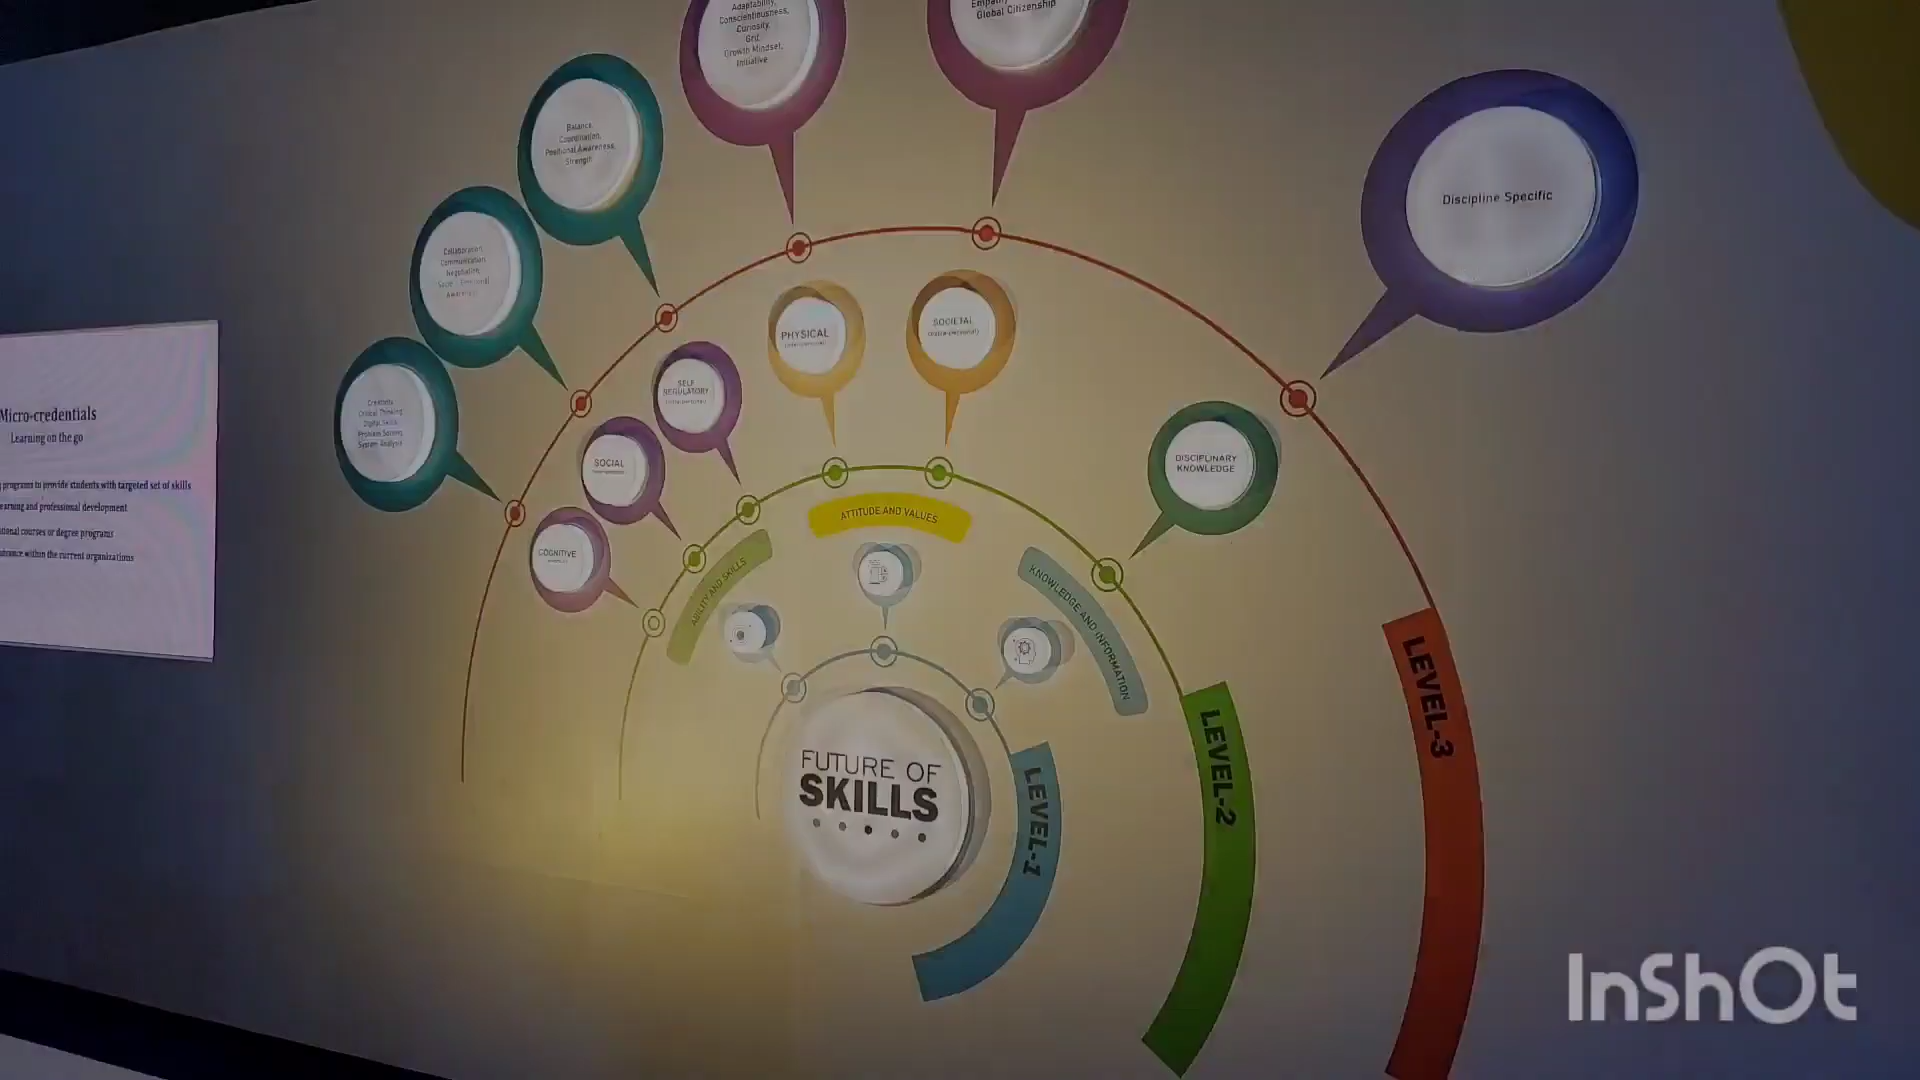 Adaptability,
Conscientiousness,
Curiosity,
Grit,
Growth Mindset,
Initiative
Global Citizenship
Balance,
Coordination,
Positional Awareness,
Strength
Discipline Specific
Collaboration,
Communication,
Negotiation,
Creativity
Critical Thinking
Digital Skills
Problem Solving
System Analysis
PHYSICAL
SOCIETAL
SELF
REGULATORY
SOCIAL
COGNITIVE
DISCIPLINARY
KNOWLEDGE
ATTITUDE AND VALUES
ABILITY AND SKILLS
KNOWLEDGE AND INFORMATION
FUTURE OF
SKILLS
LEVEL-1
LEVEL-2
LEVEL-3
Micro-credentials
Learning on the go
programs to provide students with targeted set of skills
earning and professional development
courses or degree programs
within the current organizations
InShOt